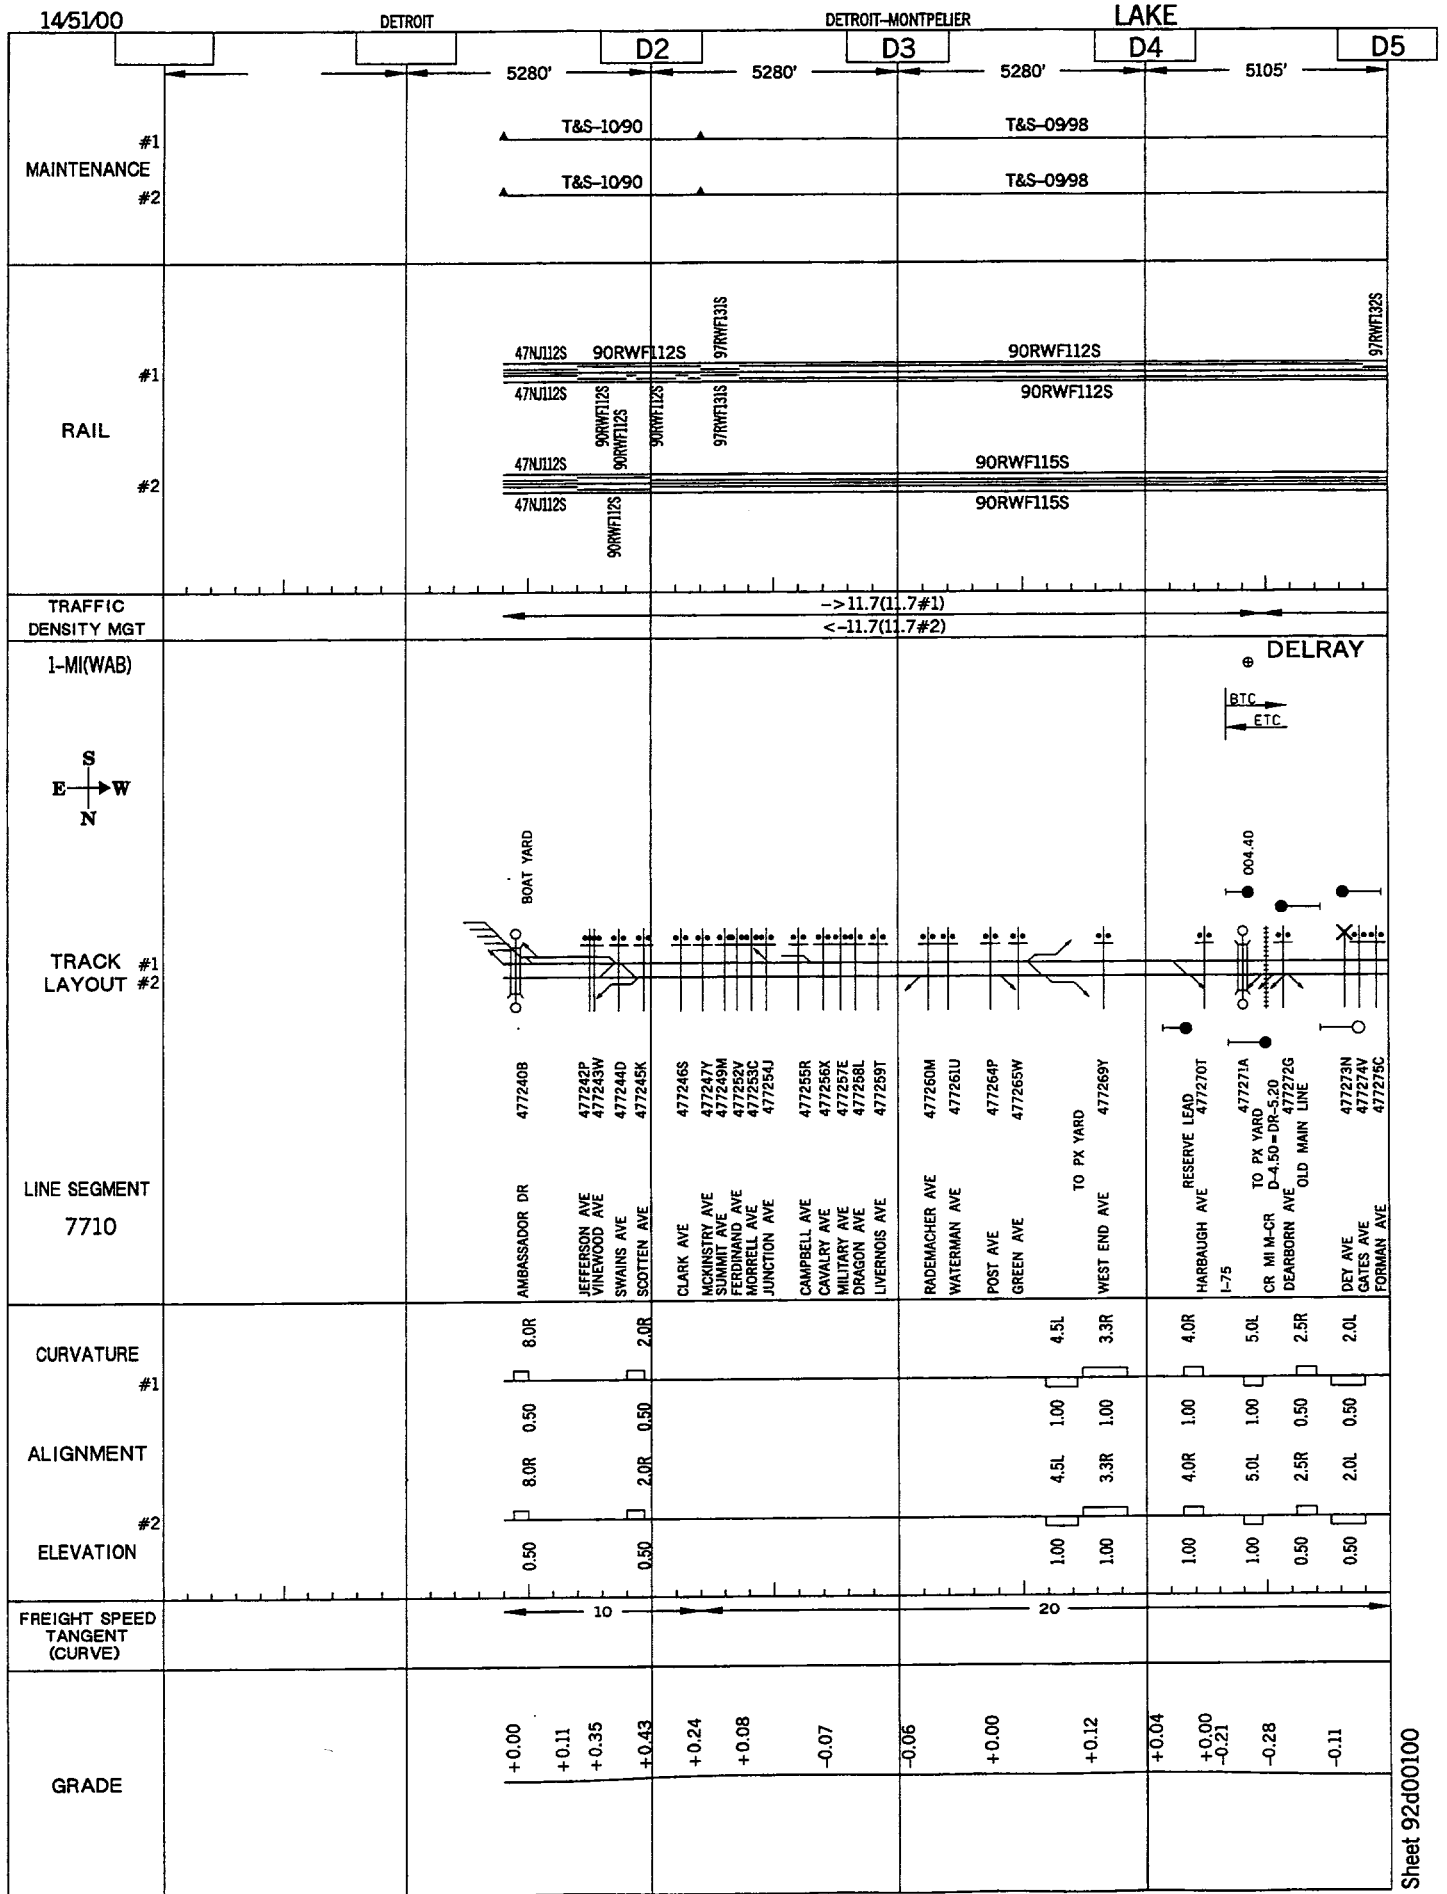 14/51/00 DETROIT DETROIT-MONTPELIER LAKE
D2 D3 D4 D5
5280' 5280' 5280' 5105'
MAINTENANCE
#1 T&S-10/90 T&S-09/98
#2 T&S-10/90 T&S-09/98
RAIL
97RWF131S 97RWF132S
47NJ112S 90RWF112S 90RWF112S
#1
47NJ112S 90RWF112S 90RWF112S 90RWF112S 97RWF131S 90RWF112S
47NJ112S 90RWF115S
#2
47NJ112S 90RWF112S 90RWF115S
TRAFFIC
DENSITY MGT
->11.7(11.7#1)
<-11.7(11.7#2)
1-MI(WAB)
DELRAY
BTC
ETC
S
E W
N
BOAT YARD
004.40
TRACK #1
LAYOUT #2
477240B
477242P
477243W
477244D
477245K
477246S
477247Y
477249M
477252V
477253C
477254J
477255R
477256X
477257E
477258L
477259T
477260M
477261U
477264P
477265W
477269Y
477270T
477271A
477272G
477273N
477274V
477275C
LINE SEGMENT
7710
AMBASSADOR DR
JEFFERSON AVE
VINEWOOD AVE
SWAINS AVE
SCOTTEN AVE
CLARK AVE
MCKINSTRY AVE
SUMMIT AVE
FERDINAND AVE
MORRELL AVE
JUNCTION AVE
CAMPBELL AVE
CAVALRY AVE
MILITARY AVE
DRAGON AVE
LIVERNOIS AVE
RADEMACHER AVE
WATERMAN AVE
POST AVE
GREEN AVE
TO PX YARD
WEST END AVE
RESERVE LEAD
HARBAUGH AVE
I-75
TO PX YARD
CR MI M-CR D-4.50=DR-5.20
DEARBORN AVE
OLD MAIN LINE
DEY AVE
GATES AVE
FORMAN AVE
CURVATURE
8.0R 2.0R 4.5L 3.3R 4.0R 5.0L 2.5R 2.0L
#1
0.50 0.50 1.00 1.00 1.00 1.00 0.50 0.50
ALIGNMENT
8.0R 2.0R 4.5L 3.3R 4.0R 5.0L 2.5R 2.0L
#2
ELEVATION
0.50 0.50 1.00 1.00 1.00 1.00 0.50 0.50
FREIGHT SPEED
TANGENT
(CURVE)
10 20
GRADE
+0.00 +0.11 +0.35 +0.43 +0.24 +0.08 -0.07 -0.06 +0.00 +0.12 +0.04 +0.00 -0.21 -0.28 -0.11
Sheet 92d00100